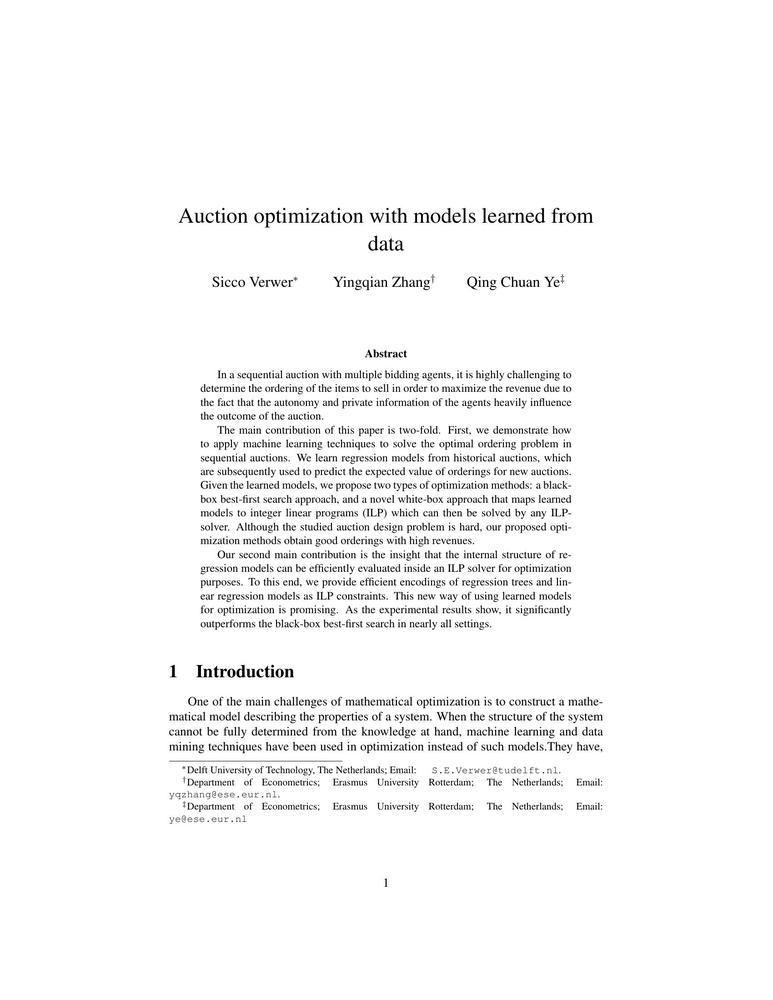 Auction optimization with models learned from
data
Sicco Verwer* Yingqian Zhang† Qing Chuan Ye‡
Abstract
In a sequential auction with multiple bidding agents, it is highly challenging to
determine the ordering of the items to sell in order to maximize the revenue due to
the fact that the autonomy and private information of the agents heavily influence
the outcome of the auction.
The main contribution of this paper is two-fold. First, we demonstrate how
to apply machine learning techniques to solve the optimal ordering problem in
sequential auctions. We learn regression models from historical auctions, which
are subsequently used to predict the expected value of orderings for new auctions.
Given the learned models, we propose two types of optimization methods: a black-
box best-first search approach, and a novel white-box approach that maps learned
models to integer linear programs (ILP) which can then be solved by any ILP-
solver. Although the studied auction design problem is hard, our proposed opti-
mization methods obtain good orderings with high revenues.
Our second main contribution is the insight that the internal structure of re-
gression models can be efficiently evaluated inside an ILP solver for optimization
purposes. To this end, we provide efficient encodings of regression trees and lin-
ear regression models as ILP constraints. This new way of using learned models
for optimization is promising. As the experimental results show, it significantly
outperforms the black-box best-first search in nearly all settings.
1 Introduction
One of the main challenges of mathematical optimization is to construct a mathe-
matical model describing the properties of a system. When the structure of the system
cannot be fully determined from the knowledge at hand, machine learning and data
mining techniques have been used in optimization instead of such models.They have,
*Delft University of Technology, The Netherlands; Email: S.E.Verwer@tudelft.nl.
†Department of Econometrics; Erasmus University Rotterdam; The Netherlands; Email:
yqzhang@ese.eur.nl.
‡Department of Econometrics; Erasmus University Rotterdam; The Netherlands; Email:
ye@ese.eur.nl
1